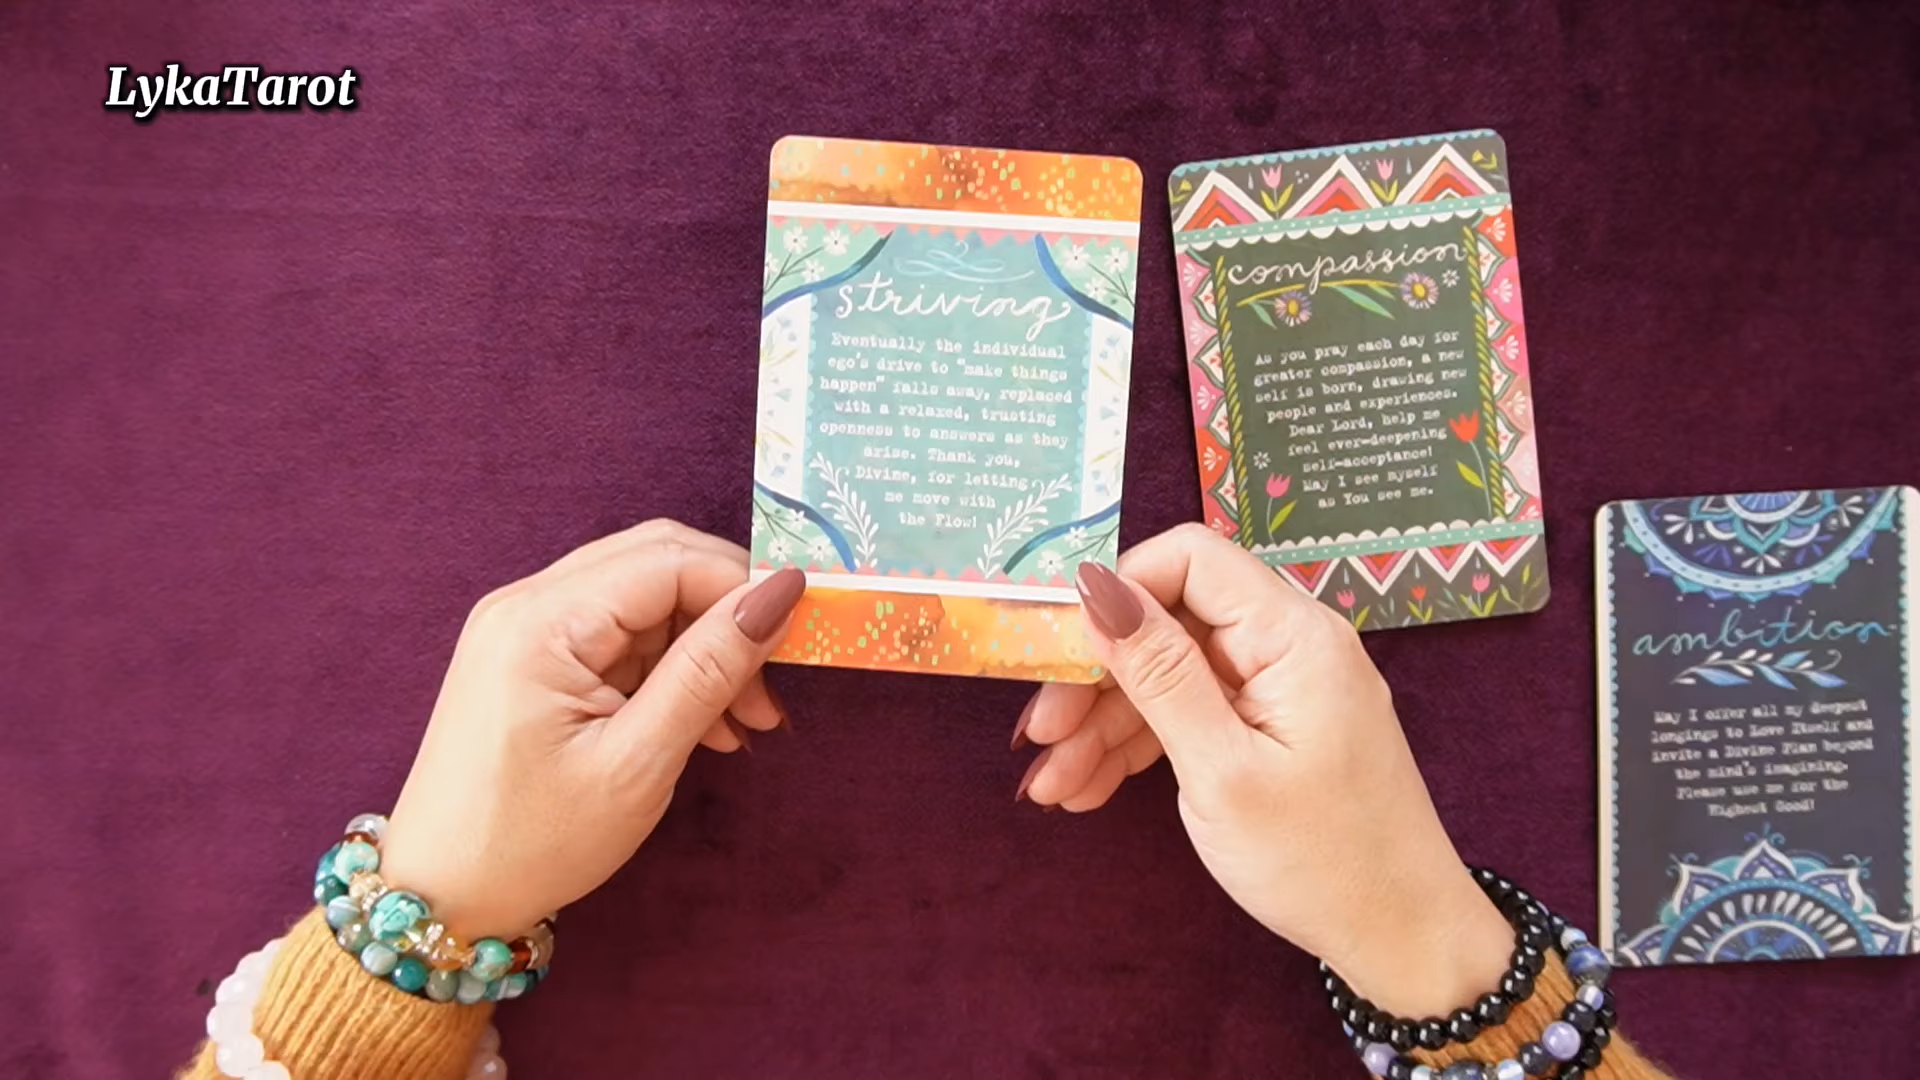 LykaTarot
striving
Eventually the individual
ego's drive to "make things
happen" falls away, replaced
with a relaxed, trusting
openness to answers as they
arise. Thank you,
Divine, for letting
me move with
the Flow!
compassion
As you pray each day for
greater compassion, a new
self is born, drawing new
people and experiences.
Dear Lord, help me
feel ever-deepening
self-acceptance!
May I see myself
as You see me.
ambition
May I offer all my deepest
longings to Love Itself and
invite a Divine Plan beyond
the mind's imagining.
Please use me for the
Highest Good!